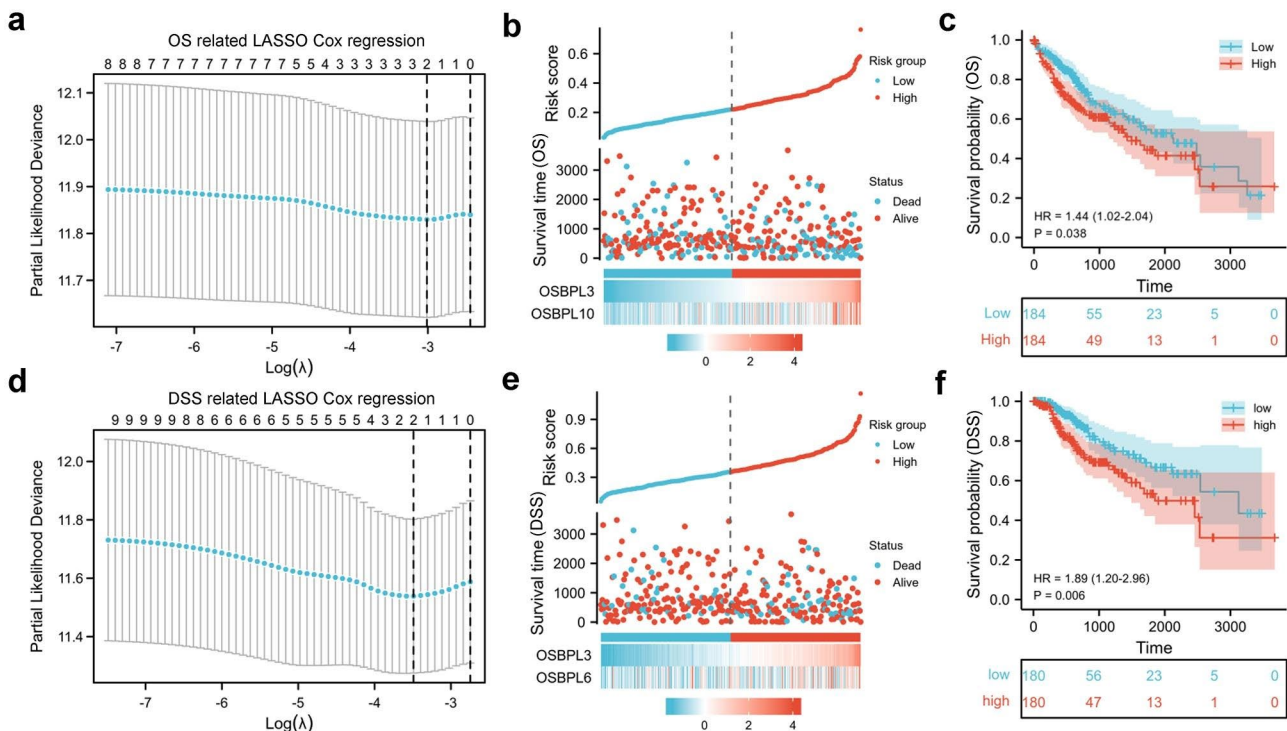 a
OS related LASSO Cox regression
8 8 8 7 7 7 7 7 7 7 7 7 5 5 4 3 3 3 3 2 1 1 0
Partial Likelihood Deviance
12.1
12.0
11.9
11.8
11.7
-7 -6 -5 -4 -3
Log(λ)
b
Risk score
0.6
0.4
0.2
Risk group
Low
High
Survival time (OS)
3000
2000
1000
0
Status
Dead
Alive
OSBPL3
OSBPL10
0 2 4
c
Survival probability (OS)
1.0
0.8
0.6
0.4
0.2
0.0
Low
High
HR = 1.44 (1.02-2.04)
P = 0.038
0 1000 2000 3000
Time
Low 184 55 23 5 0
High 184 49 13 1 0
d
DSS related LASSO Cox regression
9 9 9 9 8 8 8 6 6 6 6 6 5 5 5 4 3 2 2 1 1 1 0
Partial Likelihood Deviance
12.0
11.8
11.6
11.4
-7 -6 -5 -4 -3
Log(λ)
e
Risk score
0.9
0.6
0.3
Risk group
Low
High
Survival time (DSS)
3000
2000
1000
0
Status
Dead
Alive
OSBPL3
OSBPL6
0 2 4
f
Survival probability (DSS)
1.0
0.8
0.6
0.4
0.2
0.0
low
high
HR = 1.89 (1.20-2.96)
P = 0.006
0 1000 2000 3000
Time
low 180 56 23 5 0
high 180 47 13 1 0